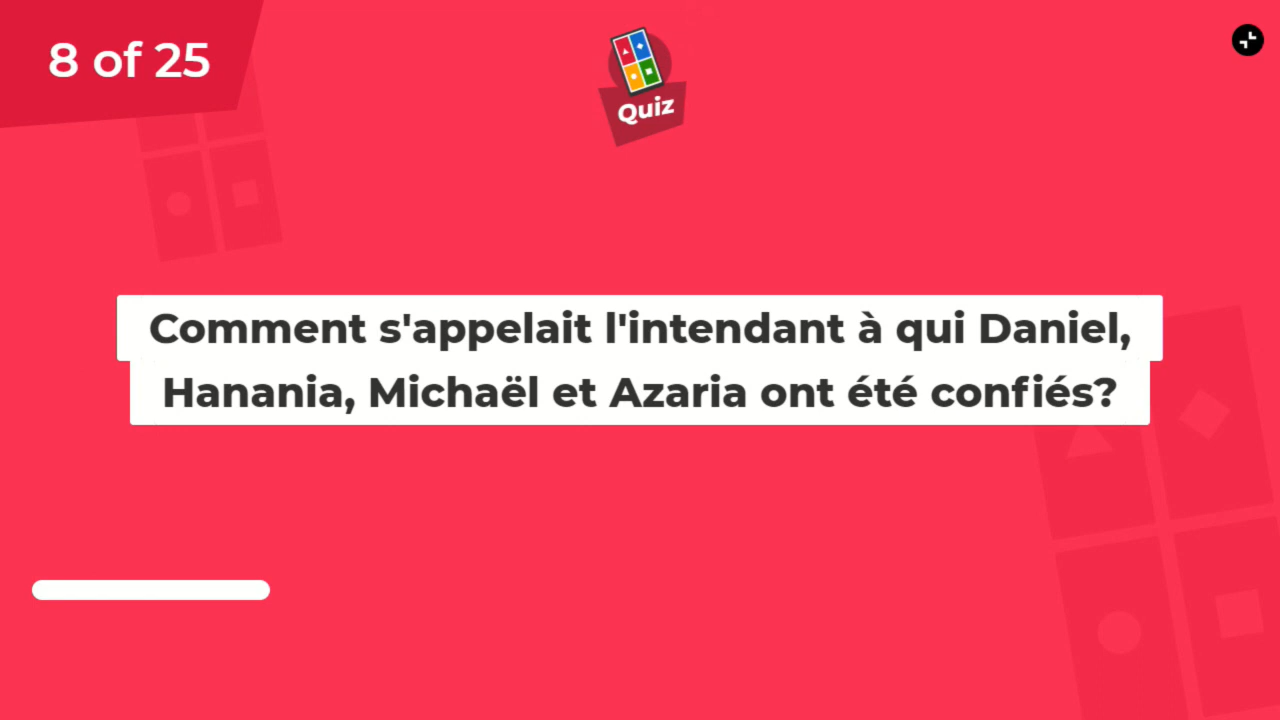 8 of 25
Quiz
Comment s'appelait l'intendant à qui Daniel,
Hanania, Michaël et Azaria ont été confiés?